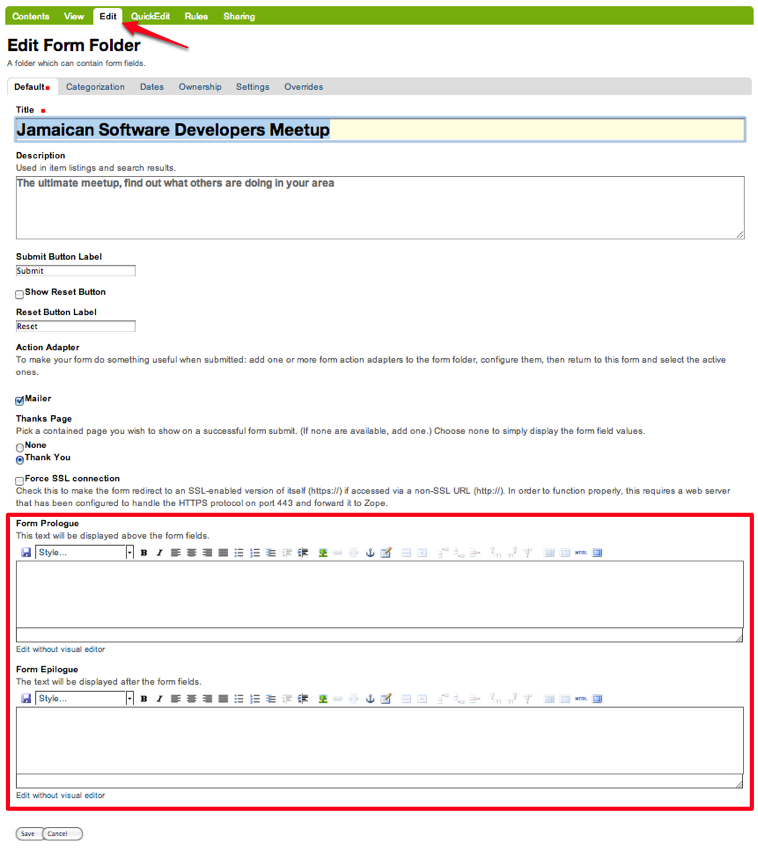 Contents View Edit QuickEdit Rules Sharing
Edit Form Folder
A folder which can contain form fields.
Default Categorization Dates Ownership Settings Overrides
Title
Jamaican Software Developers Meetup
Description
Used in item listings and search results.
The ultimate meetup, find out what others are doing in your area
Submit Button Label
Submit
Show Reset Button
Reset Button Label
Reset
Action Adapter
To make your form do something useful when submitted: add one or more form action adapters to the form folder, configure them, then return to this form and select the active
ones.
Mailer
Thanks Page
Pick a contained page you wish to show on a successful form submit. (If none are available, add one.) Choose none to simply display the form field values.
None
Thank You
Force SSL connection
Check this to make the form redirect to an SSL-enabled version of itself (https://) if accessed via a non-SSL URL (http://). In order to function properly, this requires a web server
that has been configured to handle the HTTPS protocol on port 443 and forward it to Zope.
Form Prologue
This text will be displayed above the form fields.
Style... B I HTML
Edit without visual editor
Form Epilogue
The text will be displayed after the form fields.
Style... B I HTML
Edit without visual editor
Save Cancel